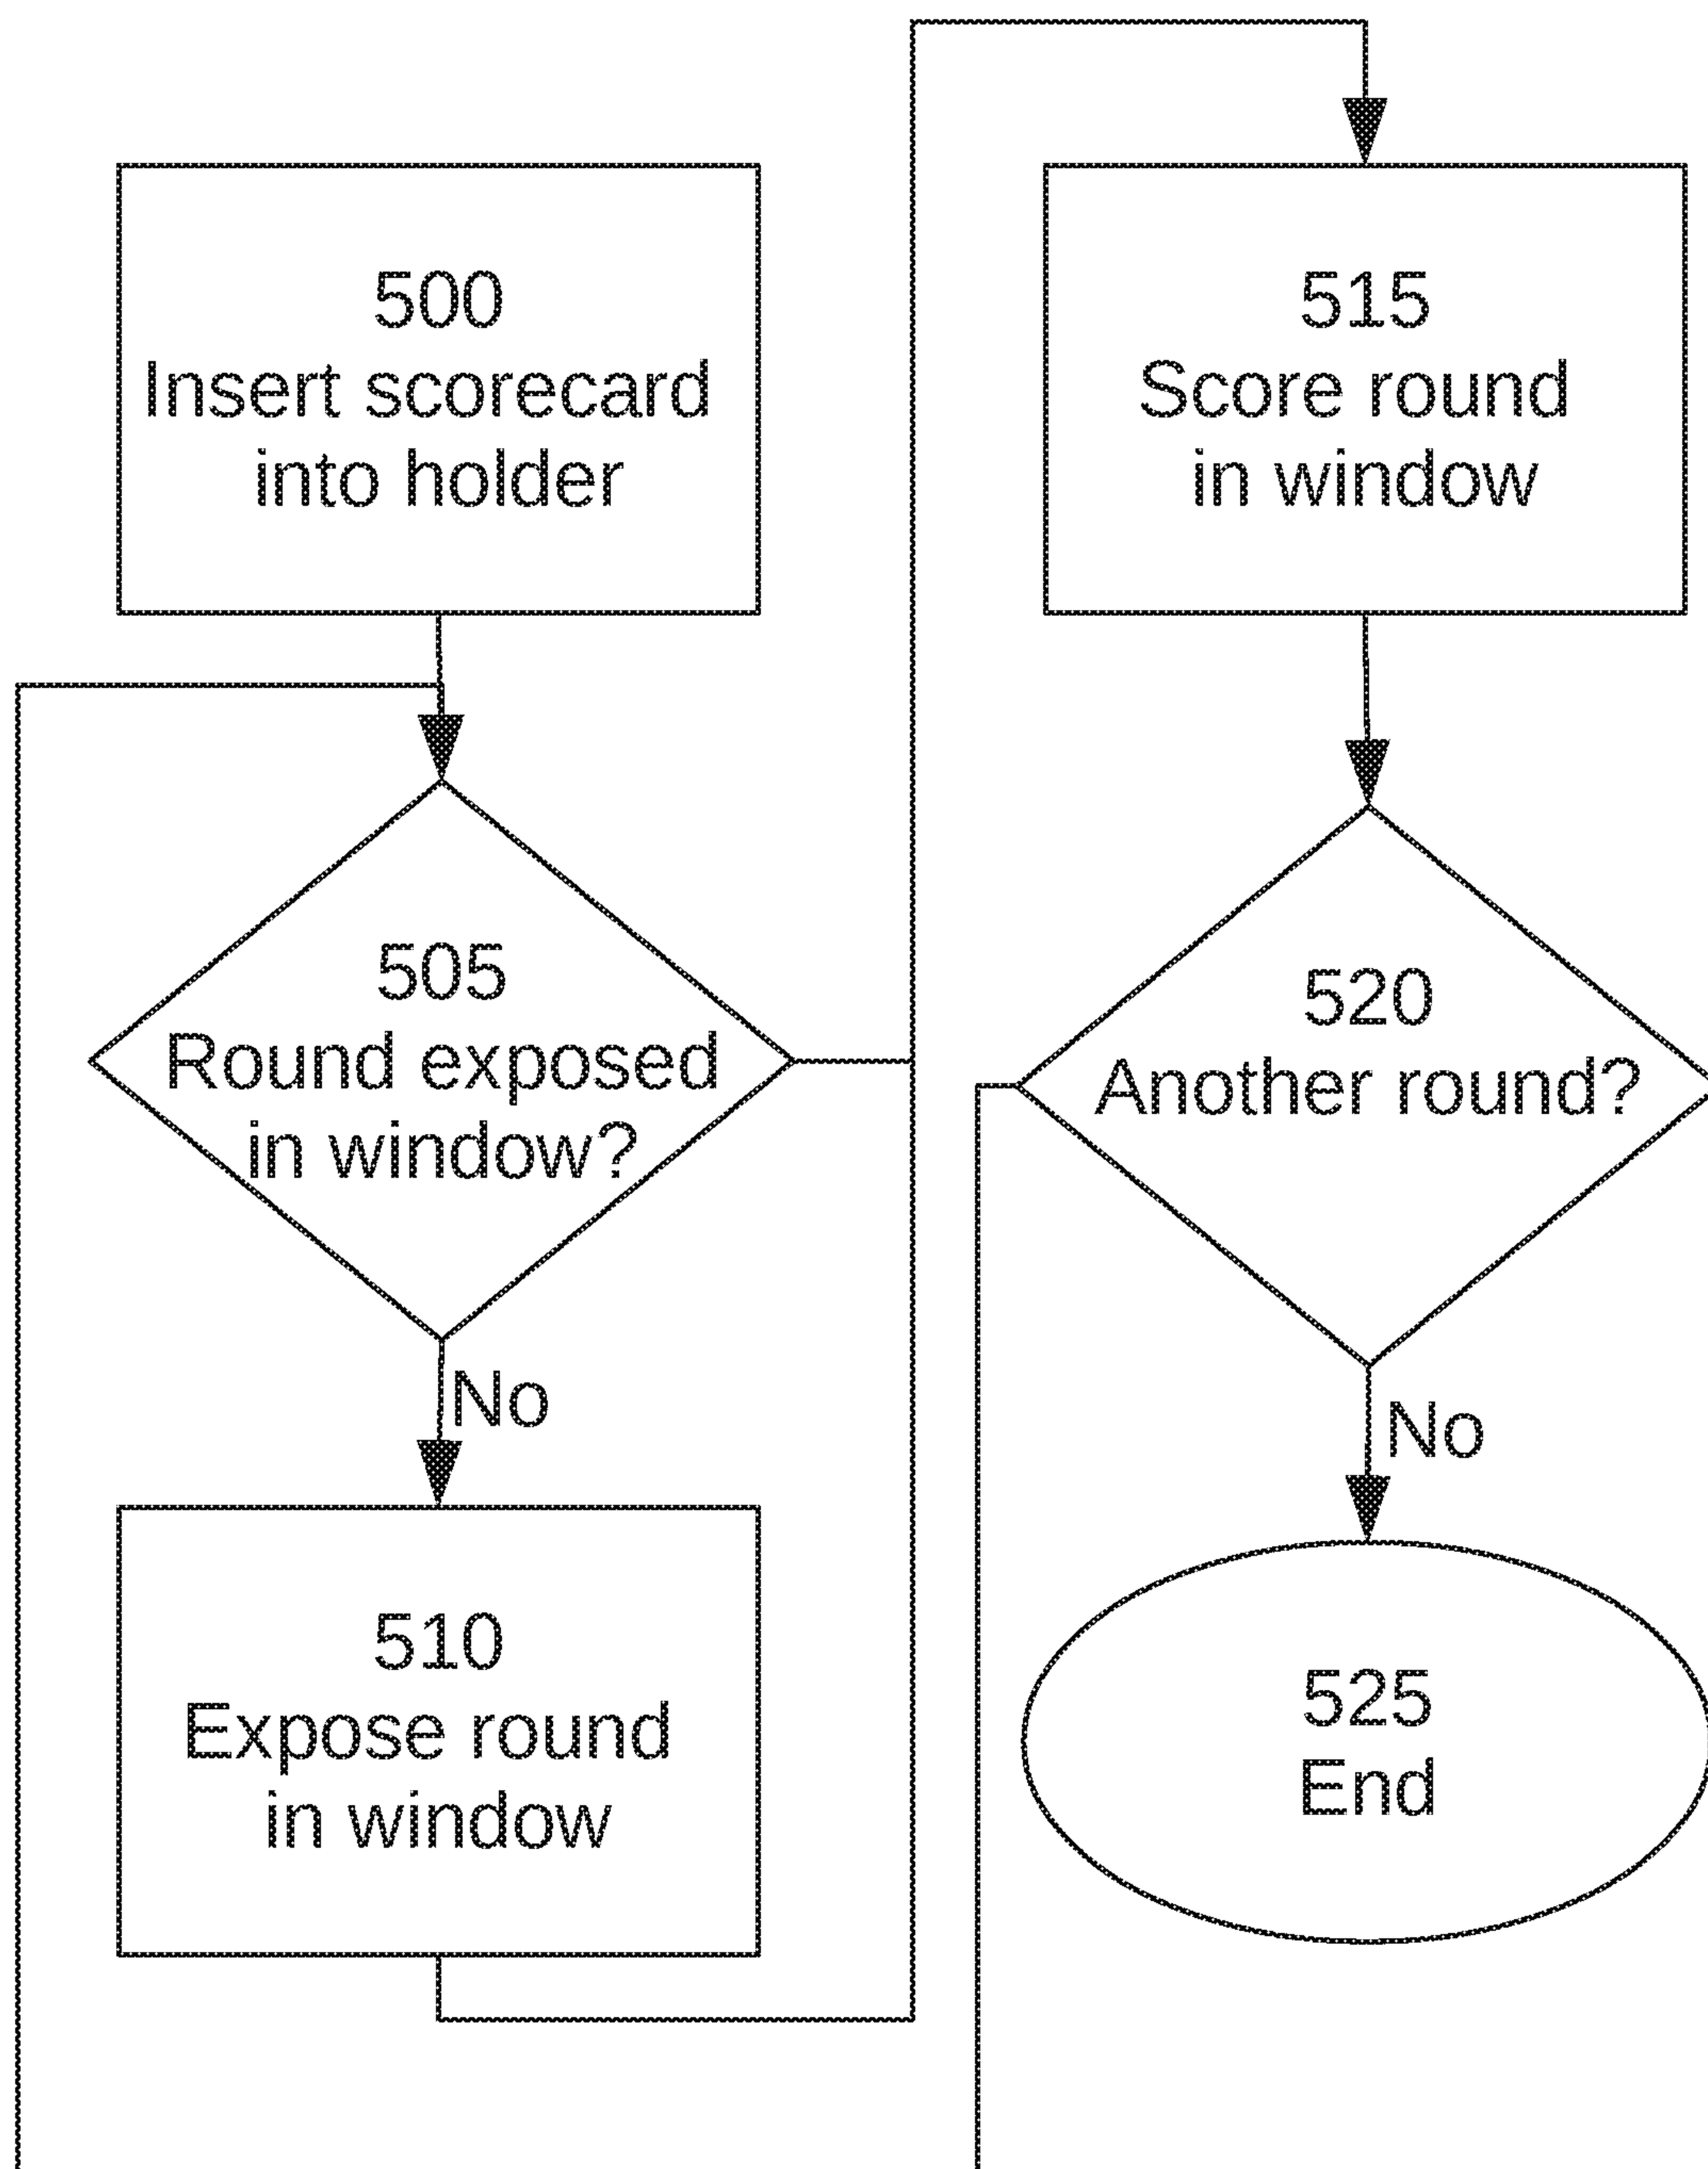 500
Insert scorecard
into holder
505
Round exposed
in window?
No
510
Expose round
in window
515
Score round
in window
520
Another round?
No
525
End